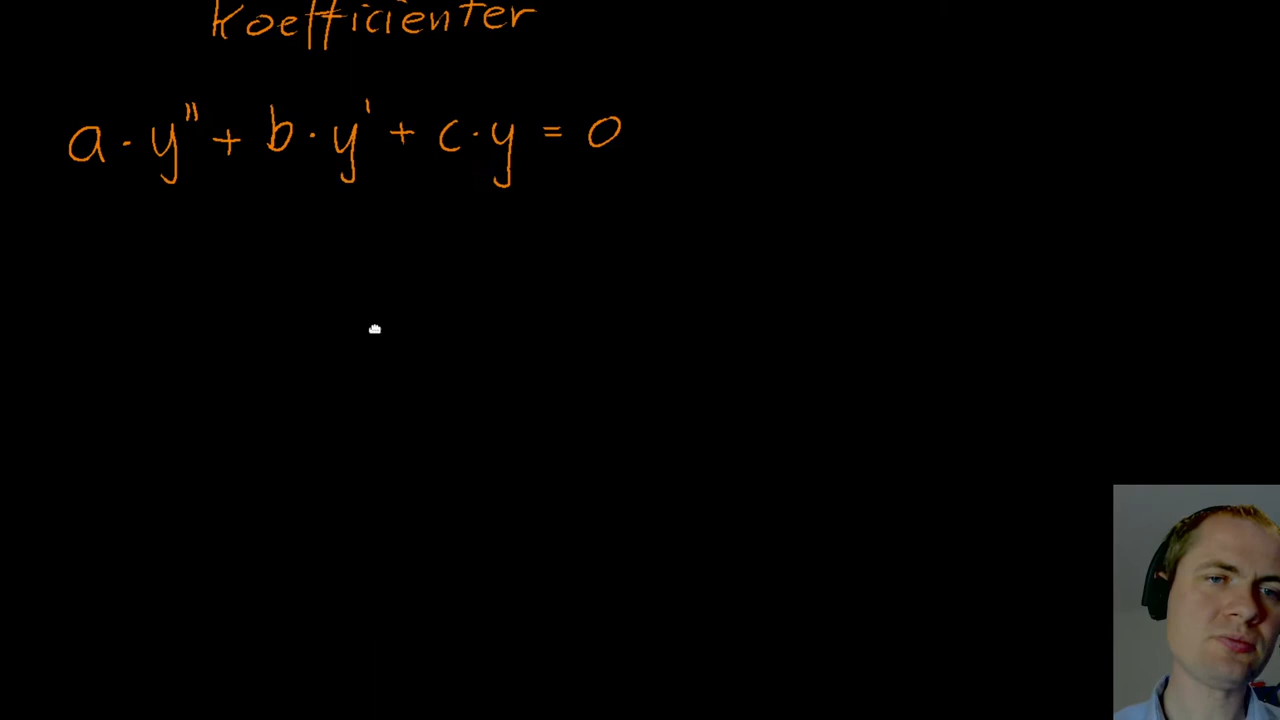 Koefficienter
a · y'' + b · y' + c · y = 0